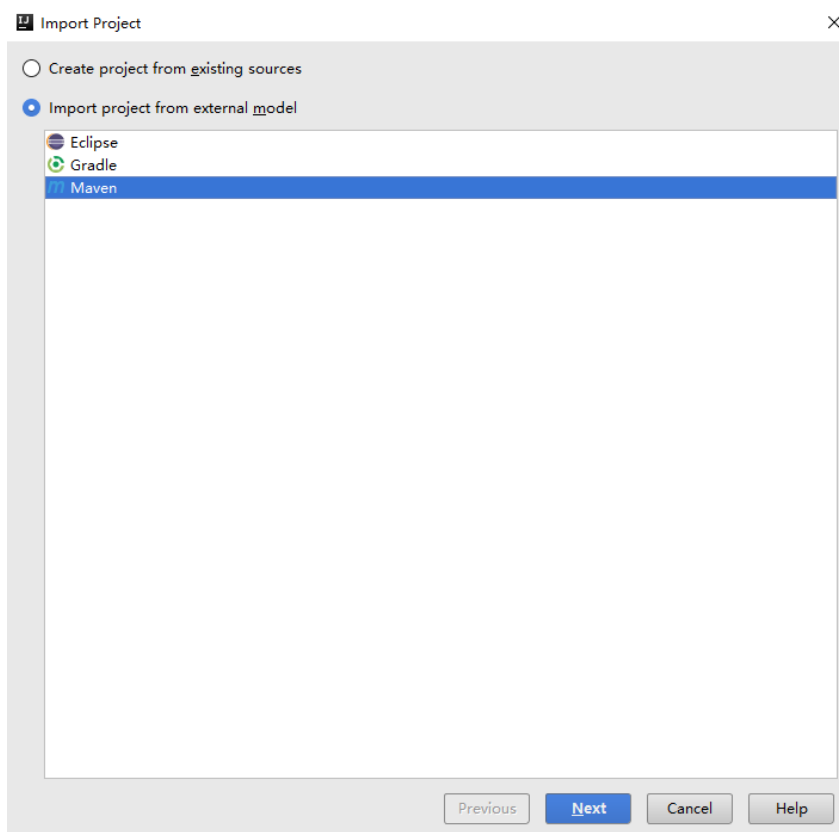 IJ Import Project
Create project from existing sources
Import project from external model
Eclipse
Gradle
m Maven
Previous Next Cancel Help